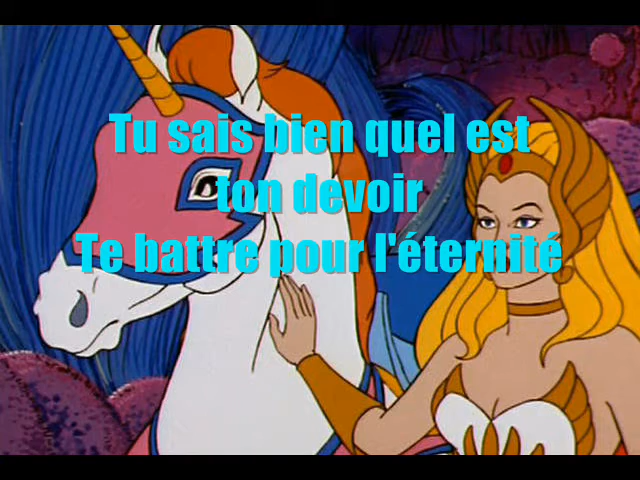 Tu sais bien quel est
ton devoir
Te battre pour l'éternité